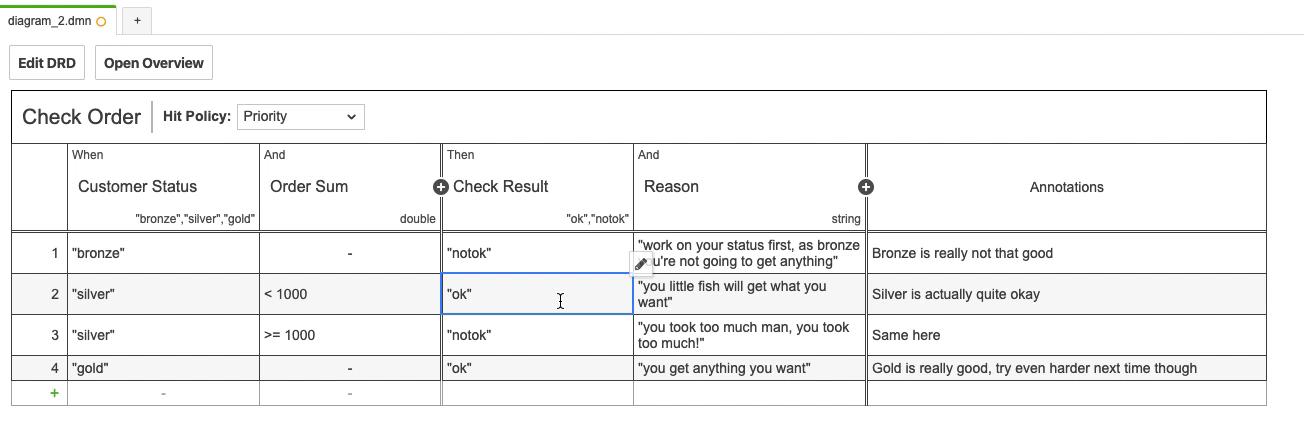 diagram_2.dmn
+
Edit DRD
Open Overview
Check Order
Hit Policy:
Priority
When
And
Then
And
Customer Status
Order Sum
+
Check Result
Reason
+
Annotations
"bronze","silver","gold"
double
"ok","notok"
string
1
"bronze"
-
"notok"
"work on your status first, as bronze
u're not going to get anything"
Bronze is really not that good
2
"silver"
< 1000
"ok"
"you little fish will get what you
want"
Silver is actually quite okay
3
"silver"
>= 1000
"notok"
"you took too much man, you took
too much!"
Same here
4
"gold"
-
"ok"
"you get anything you want"
Gold is really good, try even harder next time though
+
-
-